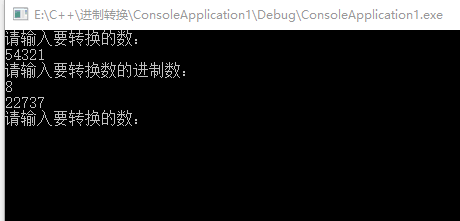 E:\C++\进制转换\ConsoleApplication1\Debug\ConsoleApplication1.exe
请输入要转换的数：
54321
请输入要转换数的进制数：
8
22737
请输入要转换的数：